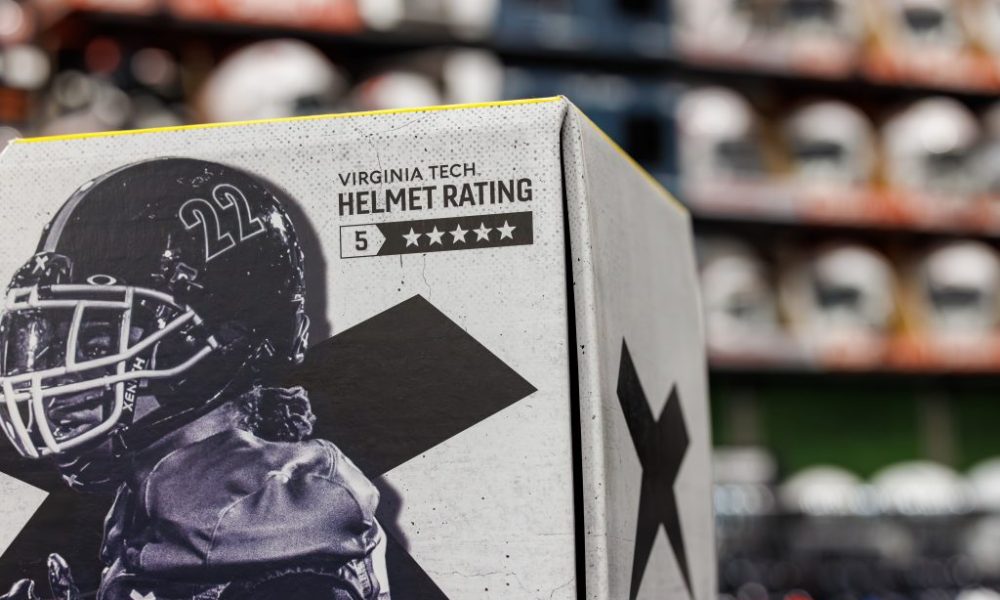 VIRGINIA TECH
HELMET RATING
5 ★★★★★
22
XENITH